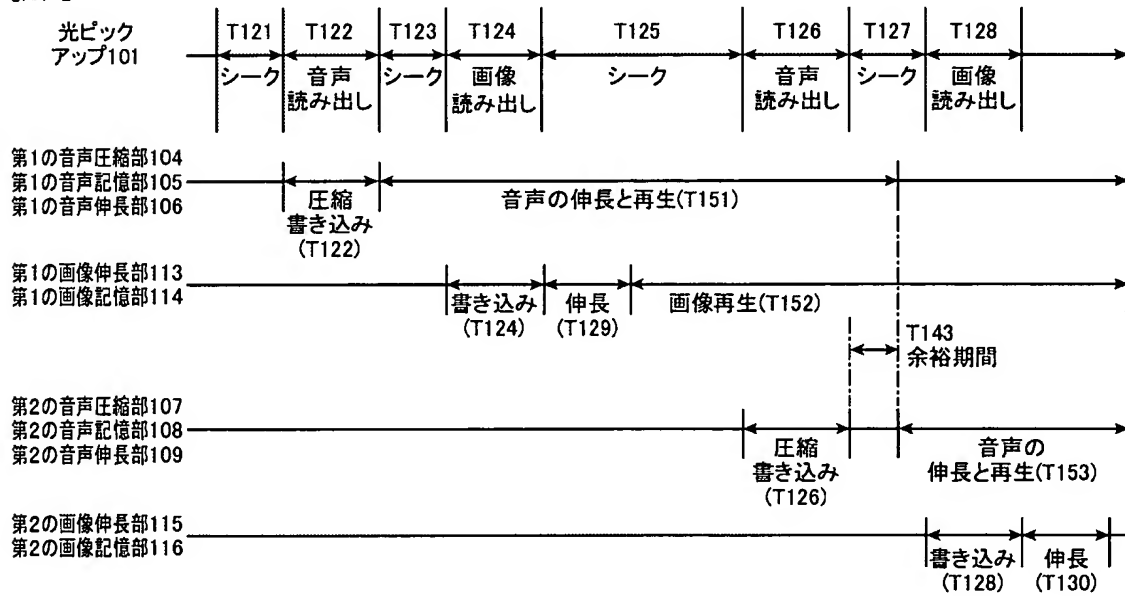 光ピック
アップ101
T121 T122 T123 T124 T125 T126 T127 T128
シーク 音声 シーク 画像 シーク 音声 シーク 画像
読み出し 読み出し 読み出し 読み出し
第1の音声圧縮部104
第1の音声記憶部105
第1の音声伸長部106
圧縮
書き込み
(T122)
音声の伸長と再生(T151)
第1の画像伸長部113
第1の画像記憶部114
書き込み
(T124)
伸長
(T129)
画像再生(T152)
T143
余裕期間
第2の音声圧縮部107
第2の音声記憶部108
第2の音声伸長部109
圧縮
書き込み
(T126)
音声の
伸長と再生(T153)
第2の画像伸長部115
第2の画像記憶部116
書き込み
(T128)
伸長
(T130)